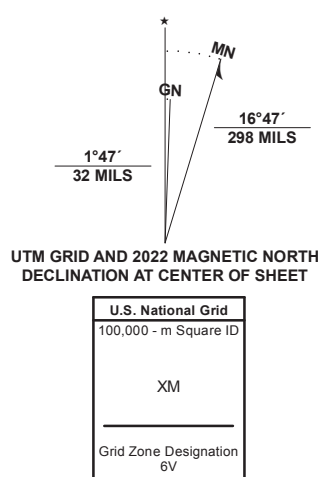 ★
MN
GN
16°47´
298 MILS
1°47´
32 MILS
UTM GRID AND 2022 MAGNETIC NORTH
DECLINATION AT CENTER OF SHEET
U.S. National Grid
100,000 - m Square ID
XM
Grid Zone Designation
6V